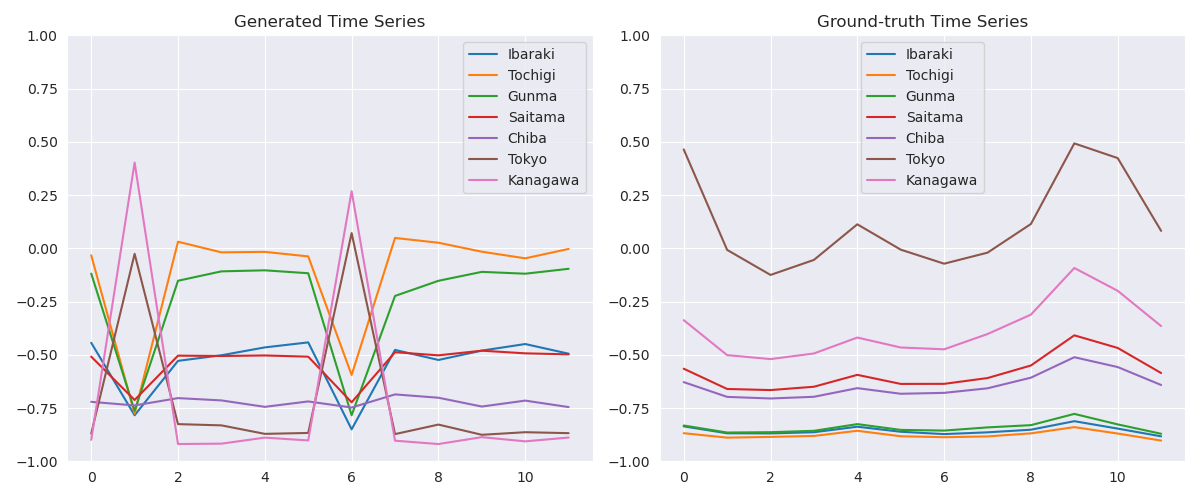 Generated Time Series
1.00
0.75
0.50
0.25
0.00
−0.25
−0.50
−0.75
−1.00
0 2 4 6 8 10
Ibaraki
Tochigi
Gunma
Saitama
Chiba
Tokyo
Kanagawa
Ground-truth Time Series
1.00
0.75
0.50
0.25
0.00
−0.25
−0.50
−0.75
−1.00
0 2 4 6 8 10
Ibaraki
Tochigi
Gunma
Saitama
Chiba
Tokyo
Kanagawa